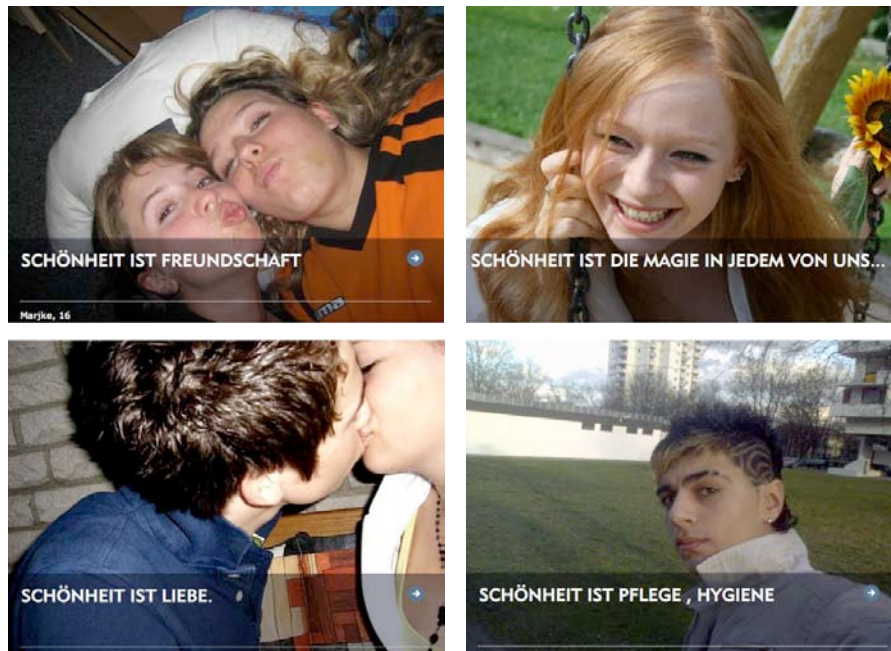 SCHÖNHEIT IST FREUNDSCHAFT
Marjke, 16
SCHÖNHEIT IST DIE MAGIE IN JEDEM VON UNS...
SCHÖNHEIT IST LIEBE.
SCHÖNHEIT IST PFLEGE , HYGIENE